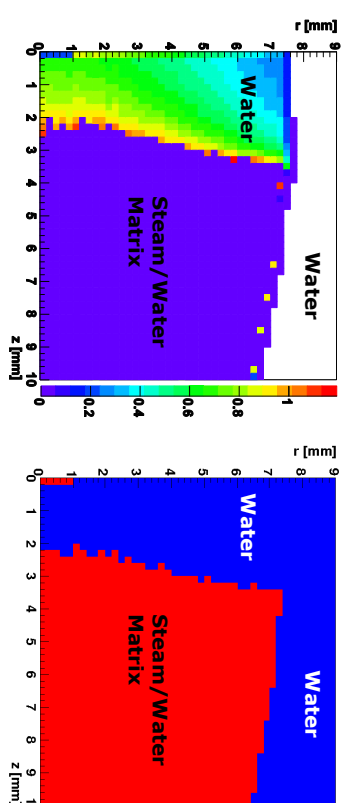 r [mm]
0 1 2 3 4 5 6 7 8 9
Water
Water
Steam/Water
Matrix
0 1 2 3 4 5 6 7 8 9 10
z [mm]
0 0.2 0.4 0.6 0.8 1
r [mm]
0 1 2 3 4 5 6 7 8 9
Water
Water
Steam/Water
Matrix
0 1 2 3 4 5 6 7 8 9
z [mm]